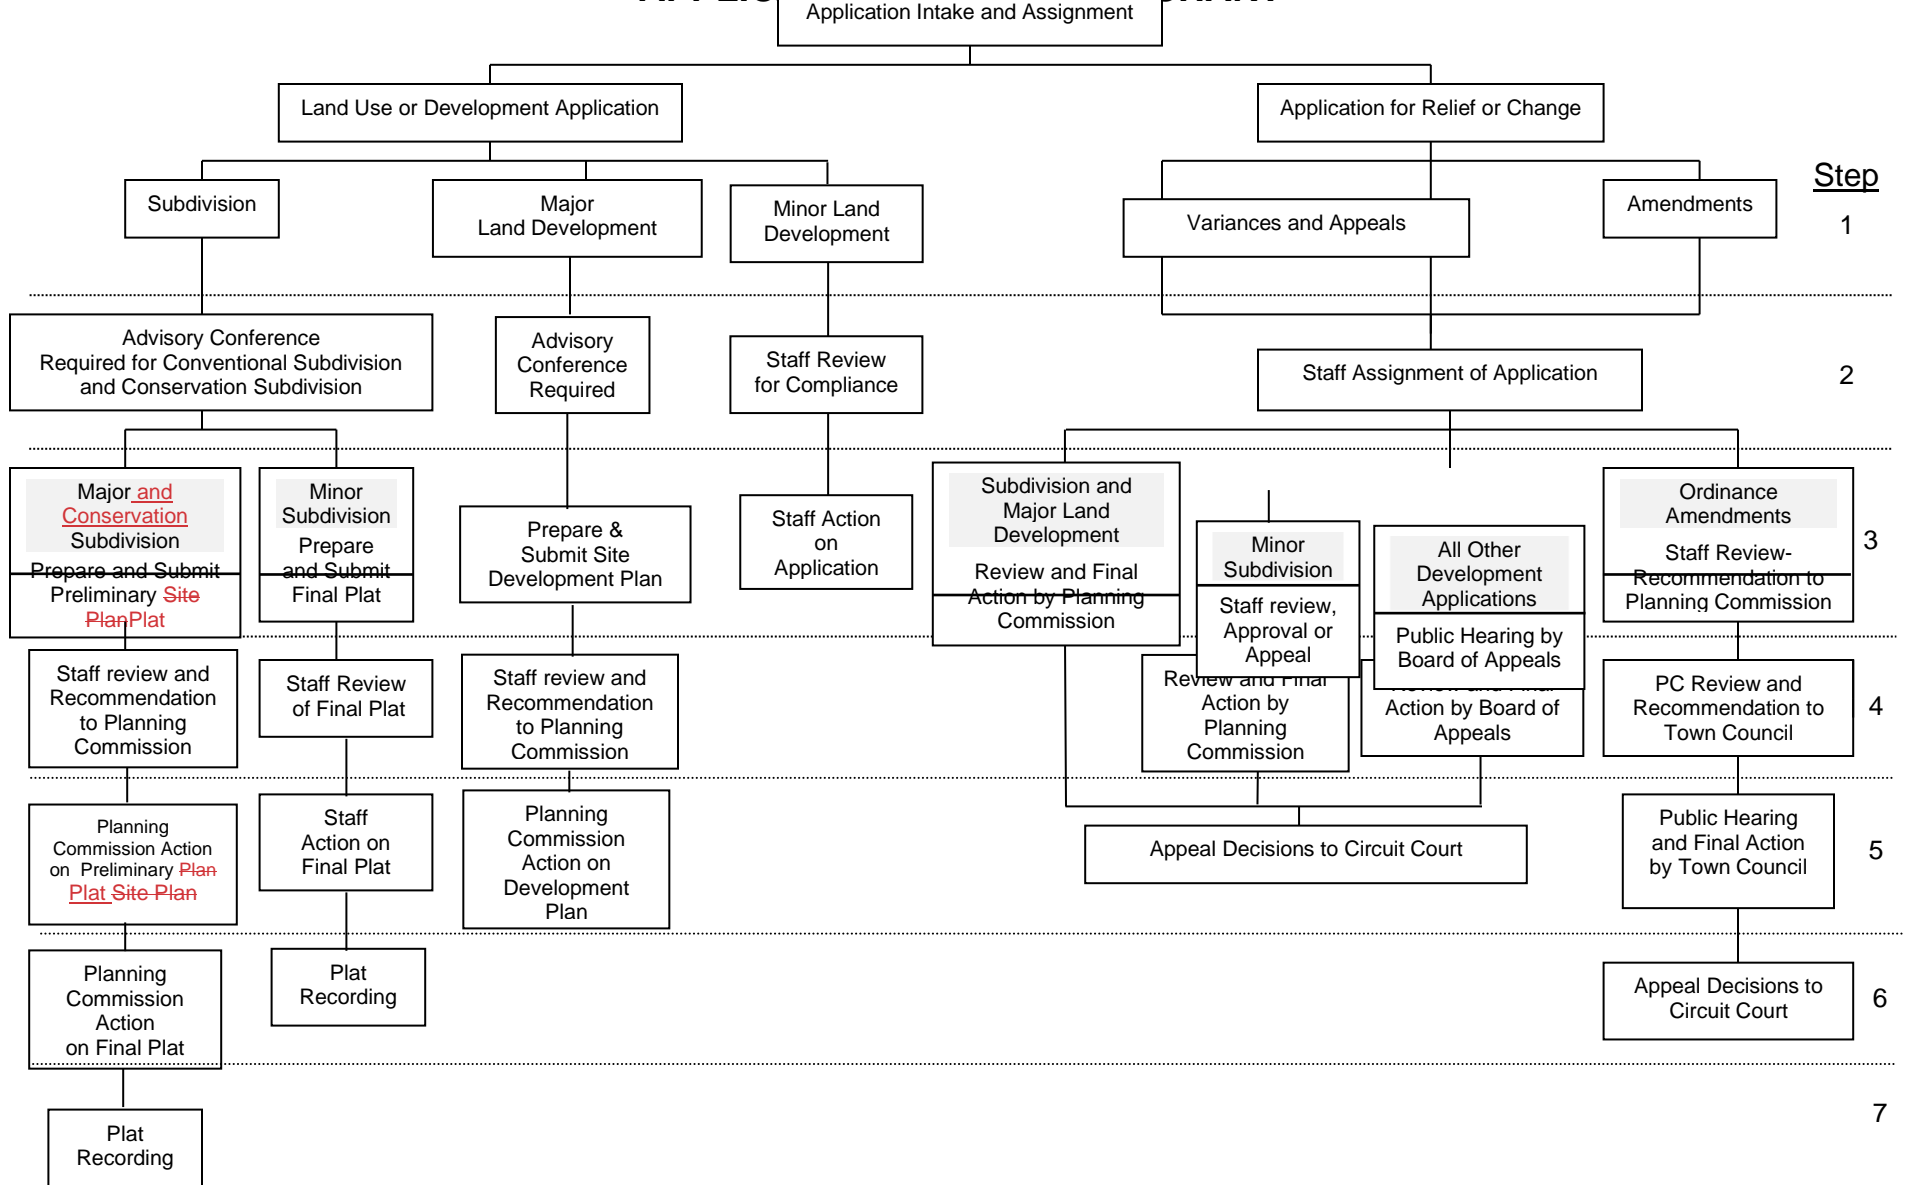 Application Intake and Assignment
Land Use or Development Application
Application for Relief or Change
Step
Subdivision
Major
Land Development
Minor Land
Development
Variances and Appeals
Amendments
1
Advisory Conference
Required for Conventional Subdivision
and Conservation Subdivision
Advisory
Conference
Required
Staff Review
for Compliance
Staff Assignment of Application
2
Major and
Conservation
Subdivision
Prepare and Submit
Preliminary Site
PlanPlat
Minor
Subdivision
Prepare
and Submit
Final Plat
Prepare &
Submit Site
Development Plan
Staff Action
on
Application
Subdivision and
Major Land
Development
Review and Final
Action by Planning
Commission
Minor
Subdivision
Staff review,
Approval or
Appeal
All Other
Development
Applications
Public Hearing by
Board of Appeals
Ordinance
Amendments
Staff Review-
Recommendation to
Planning Commission
3
Staff review and
Recommendation
to Planning
Commission
Staff Review
of Final Plat
Staff review and
Recommendation
to Planning
Commission
Review and Final
Action by
Planning
Commission
Review and Final
Action by Board of
Appeals
PC Review and
Recommendation to
Town Council
4
Planning
Commission Action
on Preliminary Plan
Plat Site Plan
Staff
Action on
Final Plat
Planning
Commission
Action on
Development
Plan
Appeal Decisions to Circuit Court
Public Hearing
and Final Action
by Town Council
5
Planning
Commission
Action
on Final Plat
Plat
Recording
Appeal Decisions to
Circuit Court
6
Plat
Recording
7